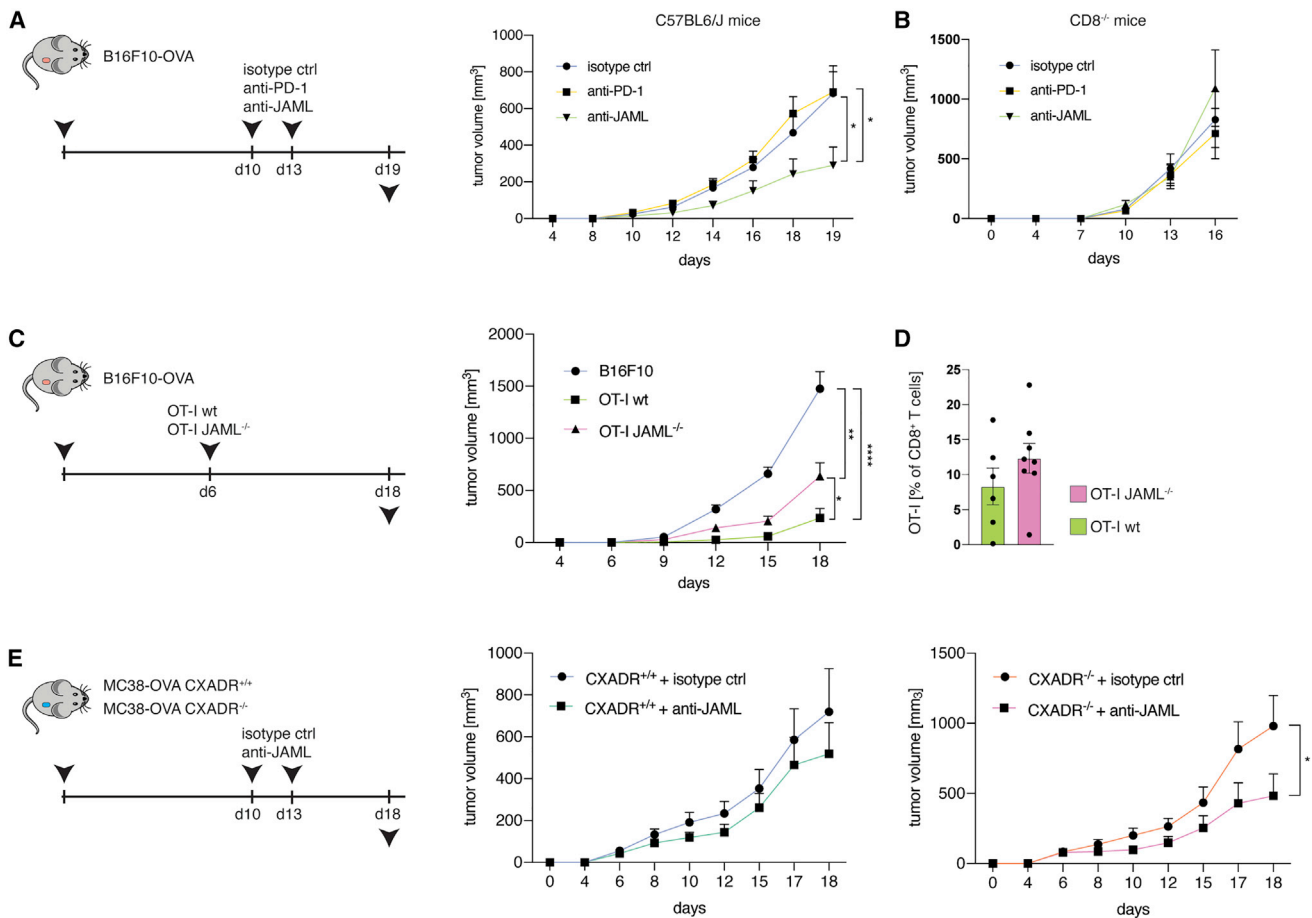 A
B16F10-OVA
isotype ctrl
anti-PD-1
anti-JAML
d10
d13
d19
C57BL6/J mice
tumor volume [mm³]
1000
800
600
400
200
0
isotype ctrl
anti-PD-1
anti-JAML
*
*
4 8 10 12 14 16 18 19
days
B
CD8-/- mice
tumor volume [mm³]
1500
1000
500
0
isotype ctrl
anti-PD-1
anti-JAML
0 4 7 10 13 16
days
C
B16F10-OVA
OT-I wt
OT-I JAML-/-
d6
d18
tumor volume [mm³]
2000
1500
1000
500
0
B16F10
OT-I wt
OT-I JAML-/-
*
**
****
4 6 9 12 15 18
days
D
OT-I [% of CD8+ T cells]
25
20
15
10
5
0
OT-I JAML-/-
OT-I wt
E
MC38-OVA CXADR+/+
MC38-OVA CXADR-/-
isotype ctrl
anti-JAML
d10
d13
d18
tumor volume [mm³]
1000
800
600
400
200
0
CXADR+/+ + isotype ctrl
CXADR+/+ + anti-JAML
0 4 6 8 10 12 15 17 18
days
tumor volume [mm3]
1500
1000
500
0
CXADR-/- + isotype ctrl
CXADR-/- + anti-JAML
*
0 4 6 8 10 12 15 17 18
days